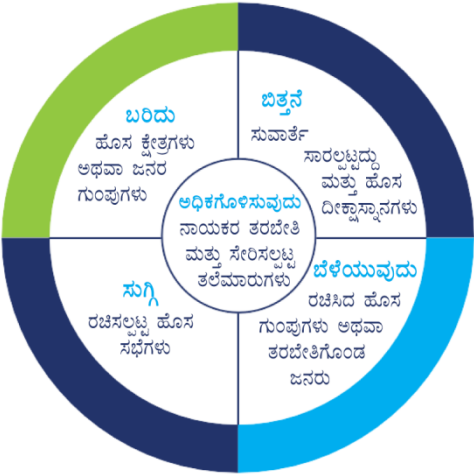 ಬರಿದು
ಹೊಸ ಕ್ಷೇತ್ರಗಳು
ಅಥವಾ ಜನರ
ಗುಂಪುಗಳು
ಬಿತ್ತನೆ
ಸುವಾರ್ತೆ
ಸಾರಲ್ಪಟ್ಟದ್ದು
ಮತ್ತು ಹೊಸ
ದೀಕ್ಷಾಸ್ನಾನಗಳು
ಅಧಿಕಗೊಳಿಸುವುದು
ನಾಯಕರ ತರಬೇತಿ
ಮತ್ತು ಸೇರಿಸಲ್ಪಟ್ಟ
ತಲೆಮಾರುಗಳು
ಸುಗ್ಗಿ
ರಚಿಸಲ್ಪಟ್ಟ ಹೊಸ
ಸಭೆಗಳು
ಬೆಳೆಯುವುದು
ರಚಿಸಿದ ಹೊಸ
ಗುಂಪುಗಳು ಅಥವಾ
ತರಬೇತಿಗೊಂಡ
ಜನರು